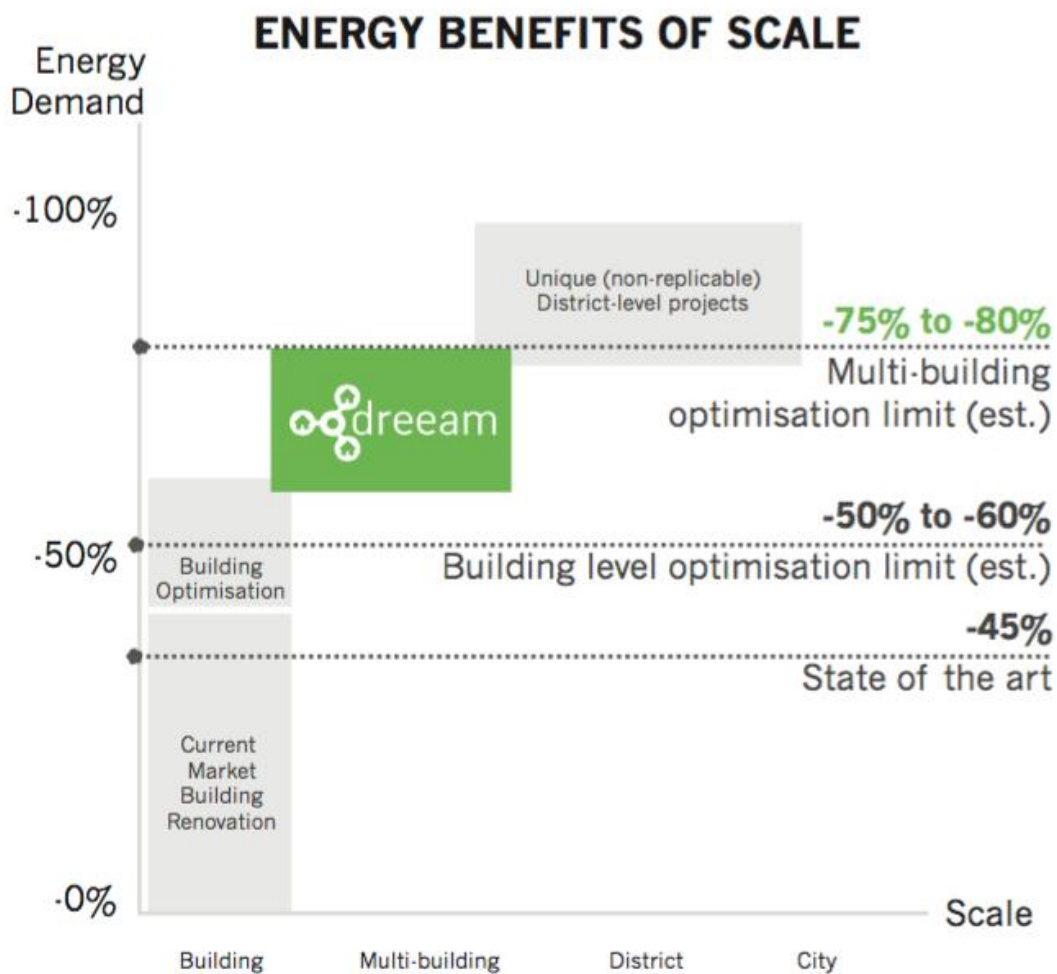 ENERGY BENEFITS OF SCALE
Energy
Demand
-100%
Unique (non-replicable)
District-level projects
-75% to -80%
Multi-building
optimisation limit (est.)
dreeam
-50% to -60%
-50%
Building level optimisation limit (est.)
Building
Optimisation
-45%
State of the art
Current
Market
Building
Renovation
-0%
Scale
Building
Multi-building
District
City